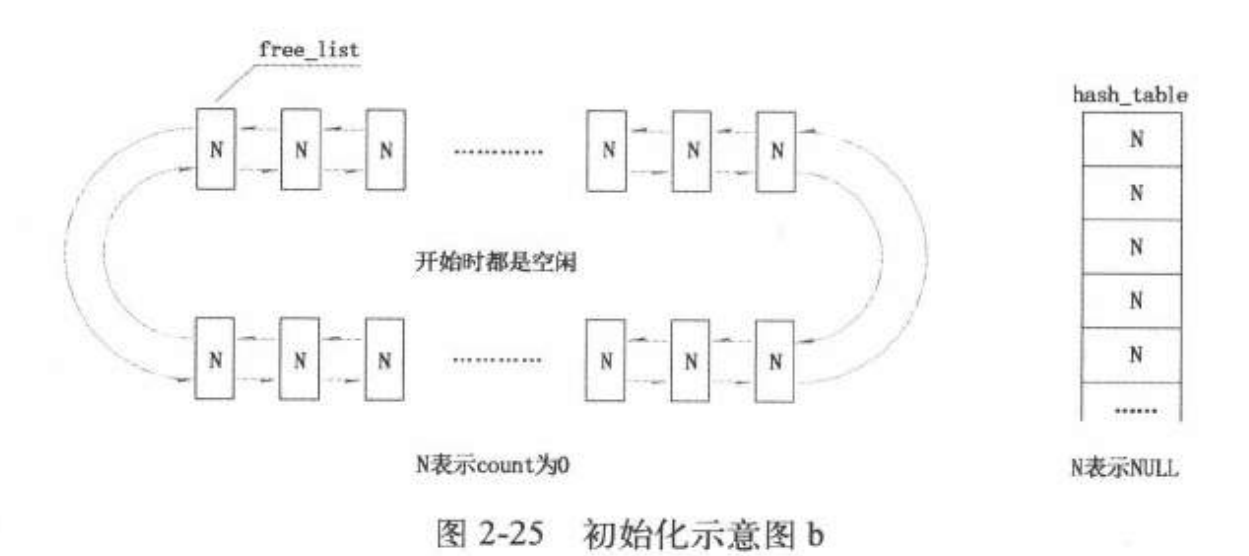 free_list
hash_table
N N N ………… N N N
N
N
N
开始时都是空闲
N
N N N ………… N N N
N
……
N表示count为0
N表示NULL
图 2-25 初始化示意图 b